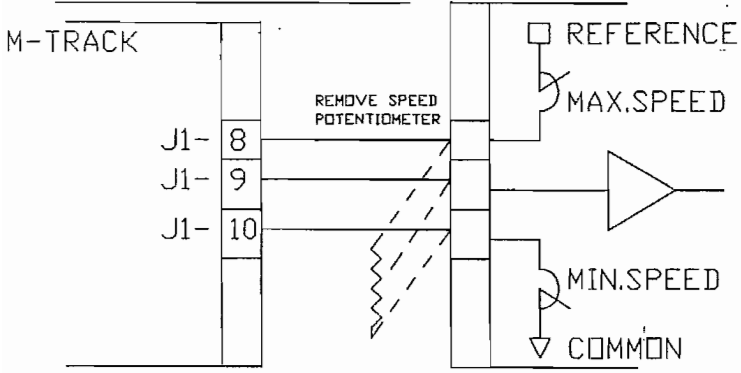 M-TRACK
REFERENCE
MAX.SPEED
REMOVE SPEED
POTENTIOMETER
J1- 8
J1- 9
J1- 10
MIN.SPEED
COMMON